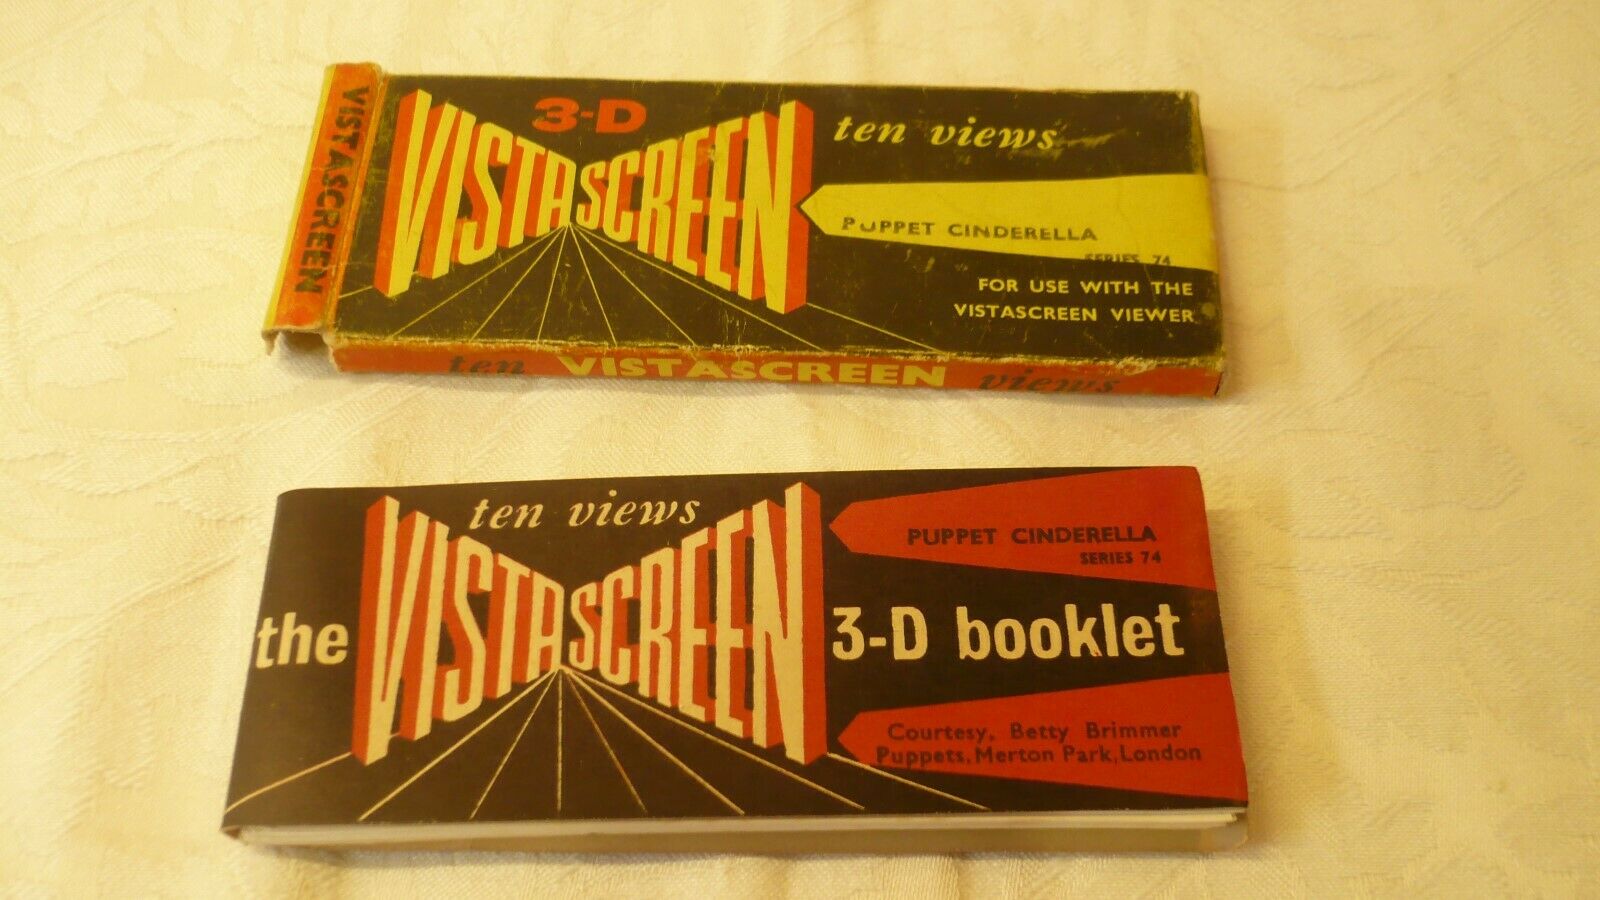 VISTASCREEN
3-D
VISTASCREEN
ten views
PUPPET CINDERELLA
SERIES 74
FOR USE WITH THE
VISTASCREEN VIEWER
ten VISTASCREEN views
ten views
the VISTASCREEN 3-D booklet
PUPPET CINDERELLA
SERIES 74
Courtesy, Betty Brimmer
Puppets, Merton Park, London